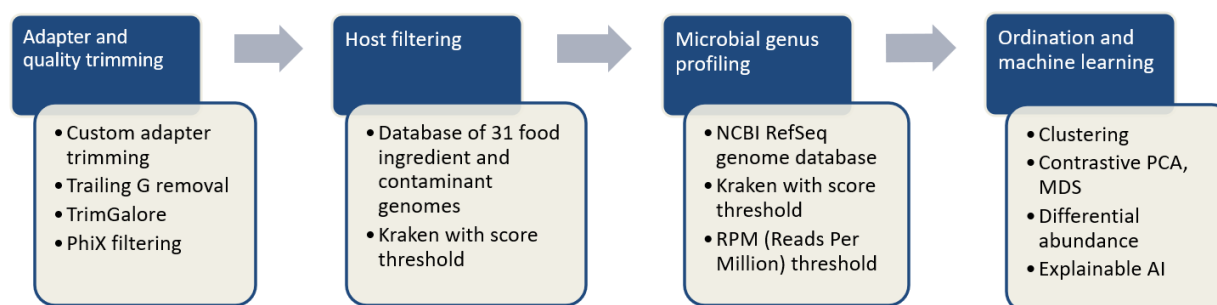 Adapter and
quality trimming
• Custom adapter
trimming
• Trailing G removal
• TrimGalore
• PhiX filtering
Host filtering
• Database of 31 food
ingredient and
contaminant
genomes
• Kraken with score
threshold
Microbial genus
profiling
• NCBI RefSeq
genome database
• Kraken with score
threshold
• RPM (Reads Per
Million) threshold
Ordination and
machine learning
• Clustering
• Contrastive PCA,
MDS
• Differential
abundance
• Explainable AI